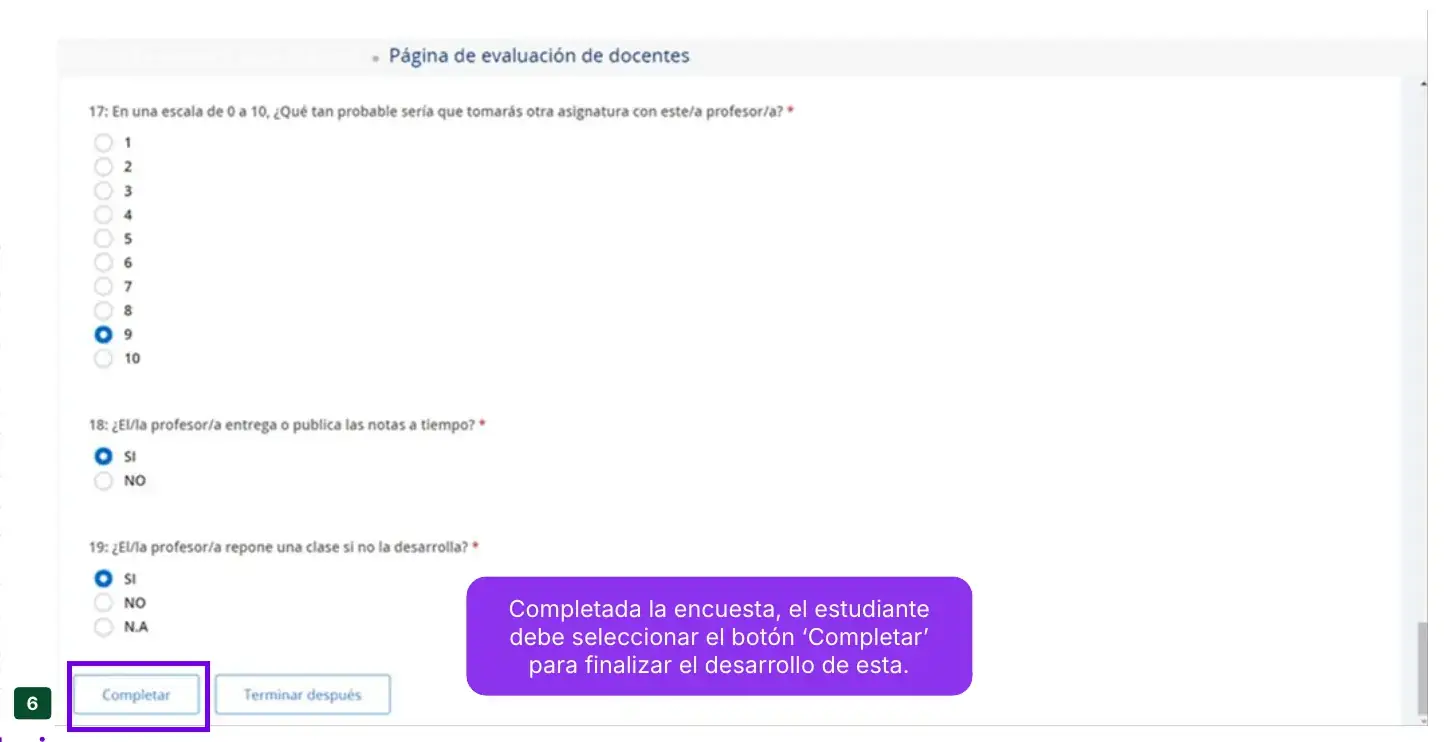 Página de evaluación de docentes
17: En una escala de 0 a 10, ¿Qué tan probable sería que tomarás otra asignatura con este/a profesor/a? *
1
2
3
4
5
6
7
8
9
10
18: ¿El/la profesor/a entrega o publica las notas a tiempo? *
SI
NO
19: ¿El/la profesor/a repone una clase si no la desarrolla? *
SI
NO
N.A
Completada la encuesta, el estudiante
debe seleccionar el botón ‘Completar’
para finalizar el desarrollo de esta.
6
Completar
Terminar después